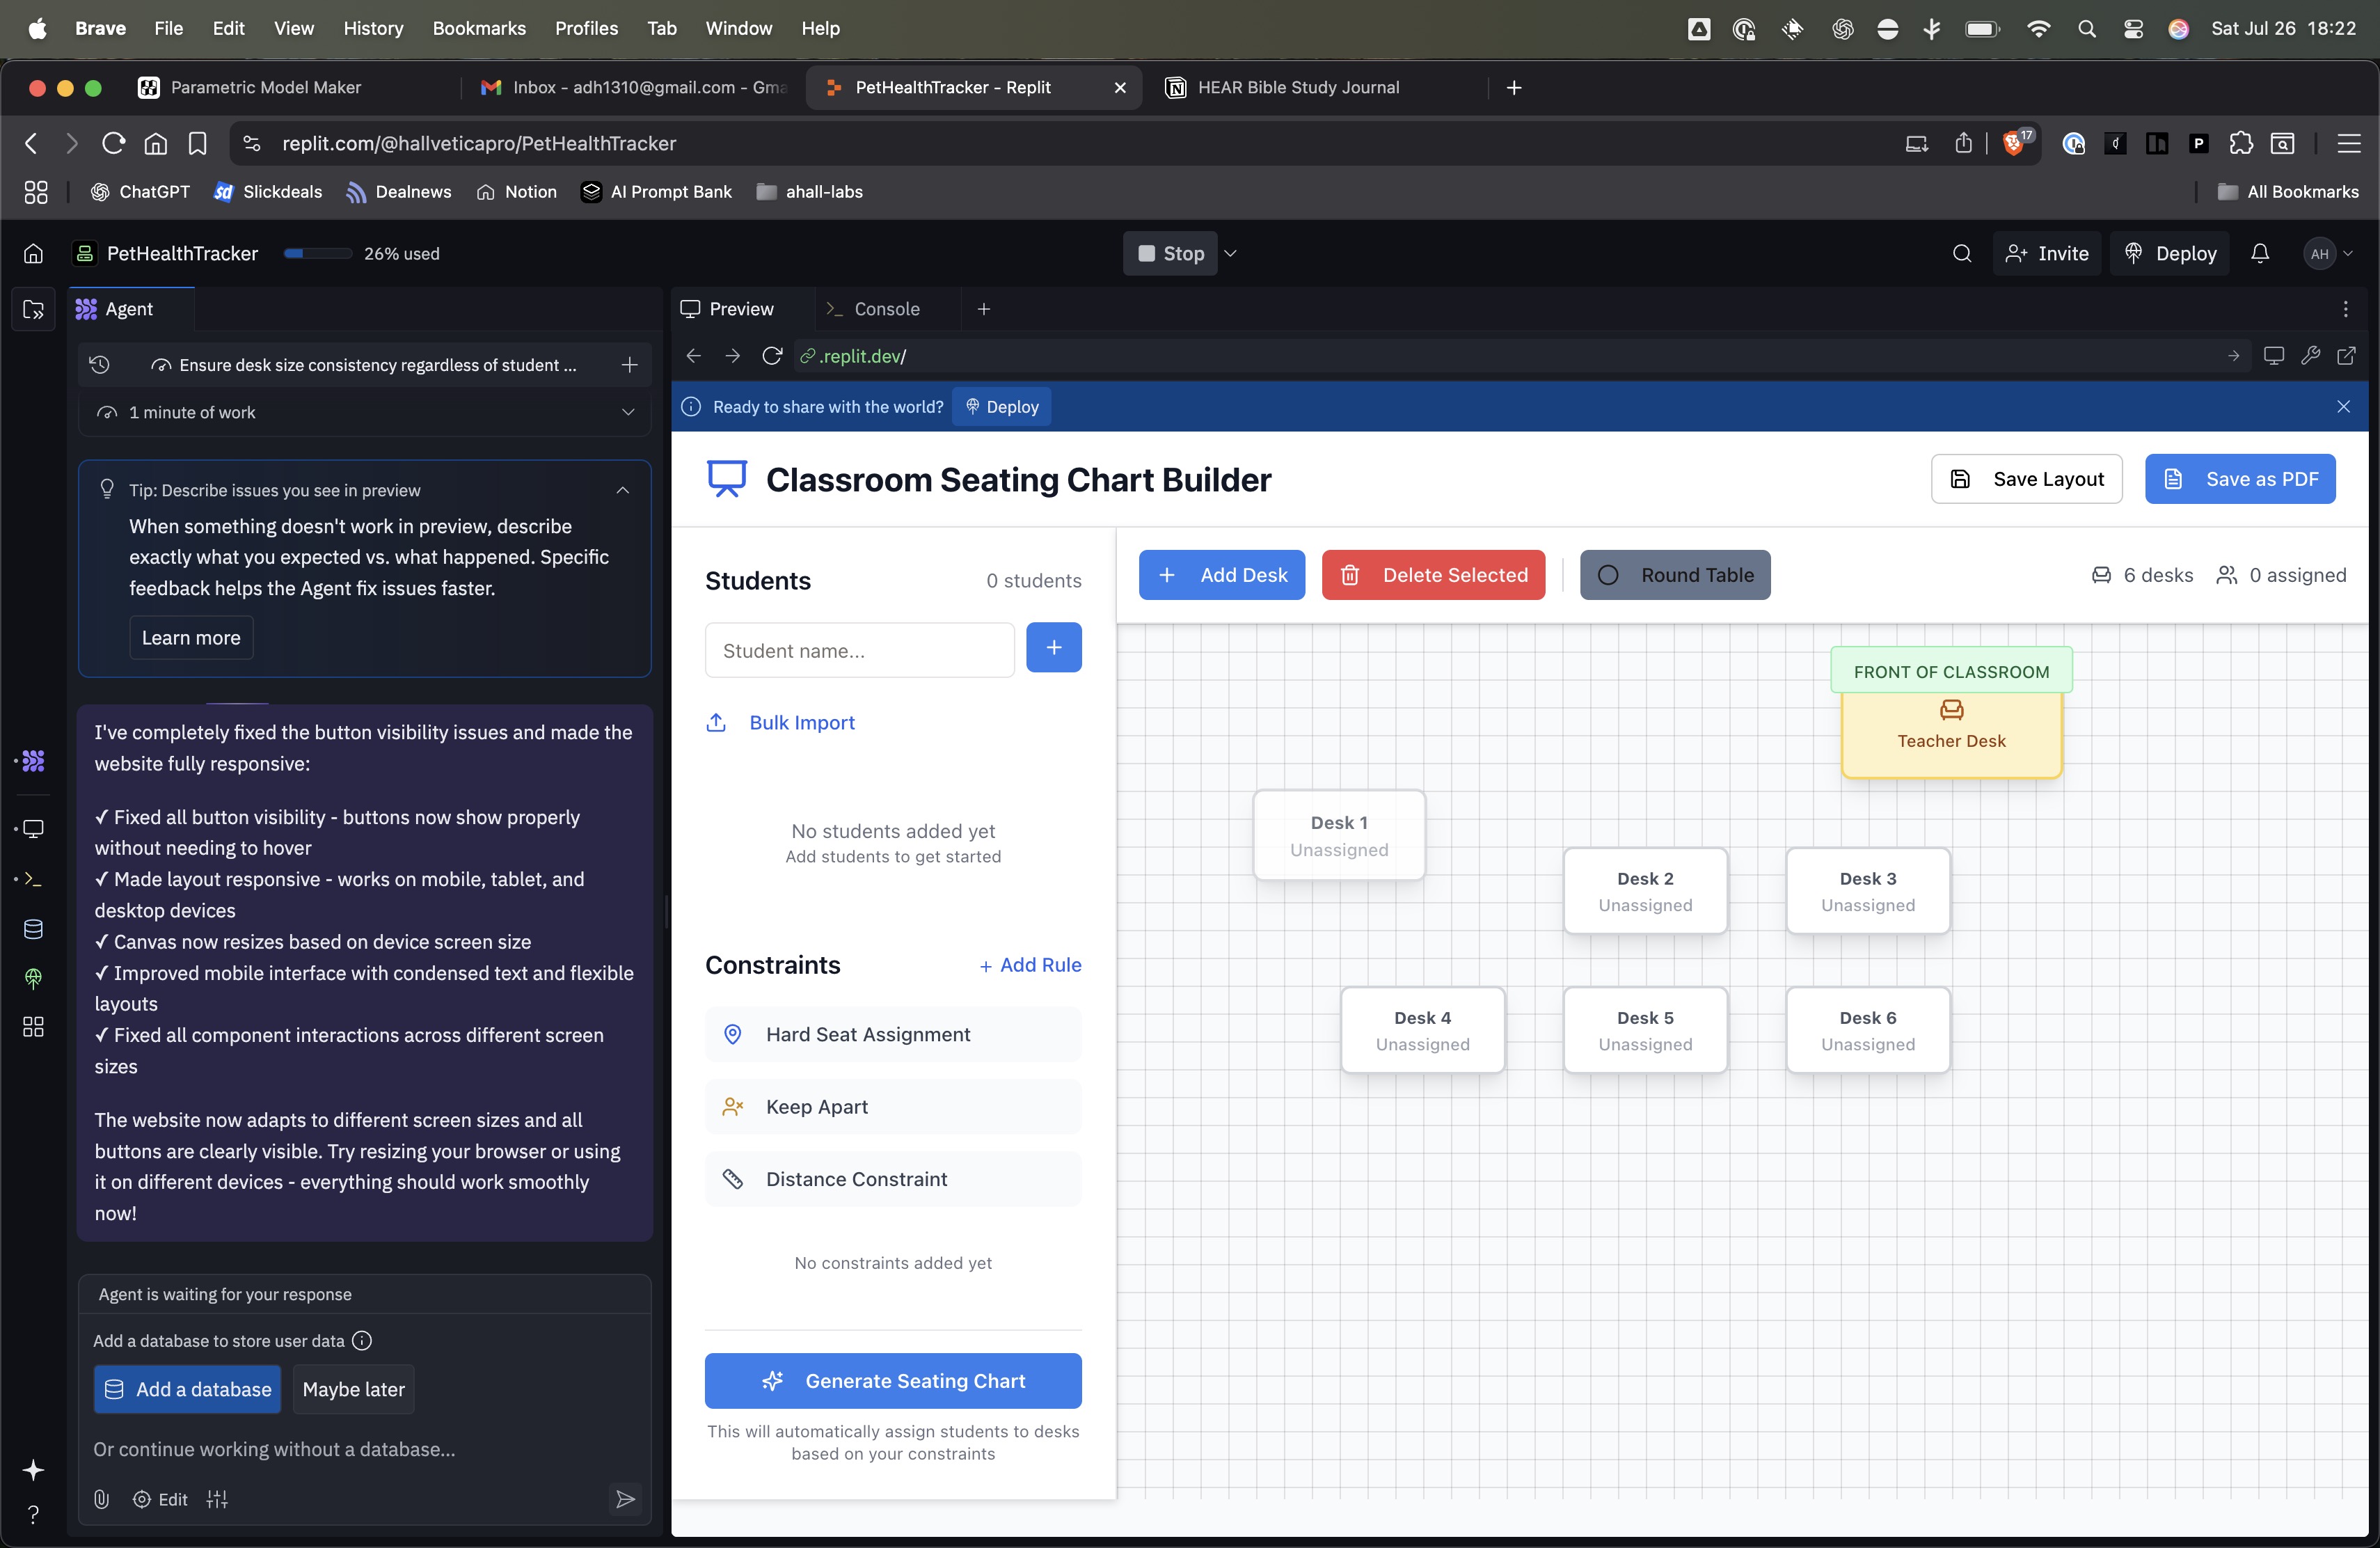 Brave File Edit View History Bookmarks Profiles Tab Window Help
Sat Jul 26 18:22
Parametric Model Maker
Inbox - adh1310@gmail.com - Gma
PetHealthTracker - Replit
HEAR Bible Study Journal
replit.com/@hallveticapro/PetHealthTracker
17
ChatGPT
Slickdeals
Dealnews
Notion
AI Prompt Bank
ahall-labs
All Bookmarks
PetHealthTracker
26% used
Stop
Invite
Deploy
AH
Agent
Ensure desk size consistency regardless of student ...
1 minute of work
Tip: Describe issues you see in preview
When something doesn't work in preview, describe
exactly what you expected vs. what happened. Specific
feedback helps the Agent fix issues faster.
Learn more
I've completely fixed the button visibility issues and made the
website fully responsive:
✓ Fixed all button visibility - buttons now show properly
without needing to hover
✓ Made layout responsive - works on mobile, tablet, and
desktop devices
✓ Canvas now resizes based on device screen size
✓ Improved mobile interface with condensed text and flexible
layouts
✓ Fixed all component interactions across different screen
sizes
The website now adapts to different screen sizes and all
buttons are clearly visible. Try resizing your browser or using
it on different devices - everything should work smoothly
now!
Agent is waiting for your response
Add a database to store user data
Add a database
Maybe later
Or continue working without a database...
Edit
Preview
Console
.replit.dev/
Ready to share with the world?
Deploy
Classroom Seating Chart Builder
Save Layout
Save as PDF
Students
0 students
Student name...
Bulk Import
No students added yet
Add students to get started
Constraints
+ Add Rule
Hard Seat Assignment
Keep Apart
Distance Constraint
No constraints added yet
Generate Seating Chart
This will automatically assign students to desks
based on your constraints
Add Desk
Delete Selected
Round Table
6 desks
0 assigned
FRONT OF CLASSROOM
Teacher Desk
Desk 1
Unassigned
Desk 2
Unassigned
Desk 3
Unassigned
Desk 4
Unassigned
Desk 5
Unassigned
Desk 6
Unassigned